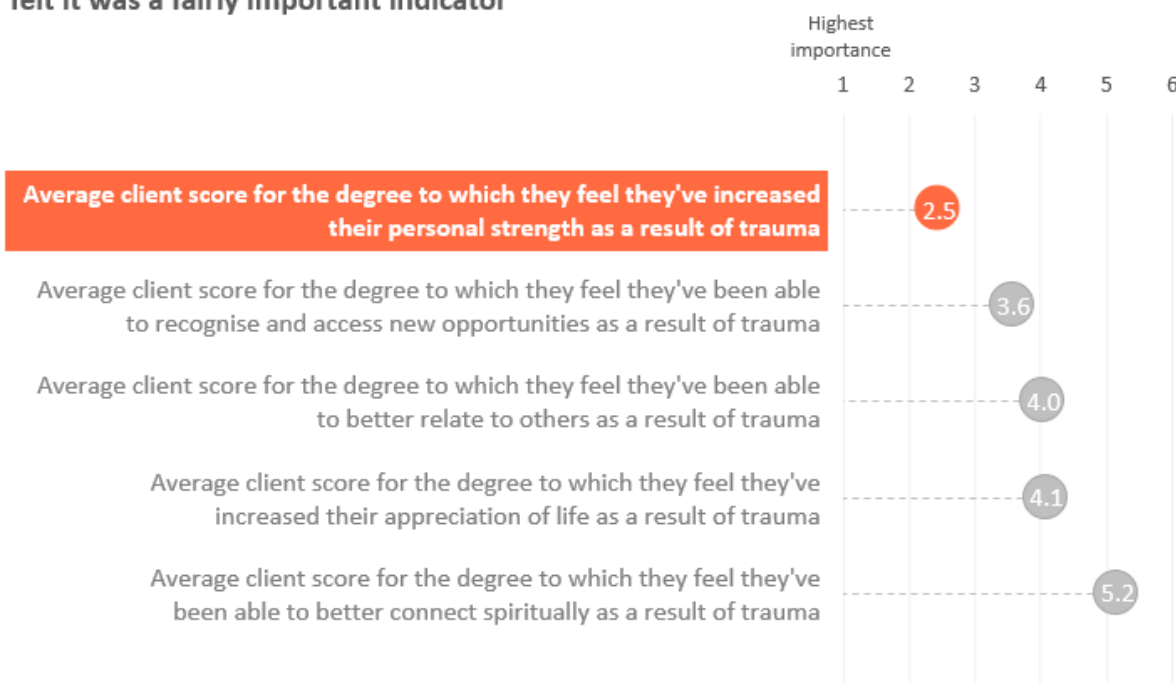 felt it was a fairly important indicator
Highest
importance
1 2 3 4 5 6
Average client score for the degree to which they feel they've increased
their personal strength as a result of trauma
2.5
Average client score for the degree to which they feel they've been able
to recognise and access new opportunities as a result of trauma
3.6
Average client score for the degree to which they feel they've been able
to better relate to others as a result of trauma
4.0
Average client score for the degree to which they feel they've
increased their appreciation of life as a result of trauma
4.1
Average client score for the degree to which they feel they've
been able to better connect spiritually as a result of trauma
5.2